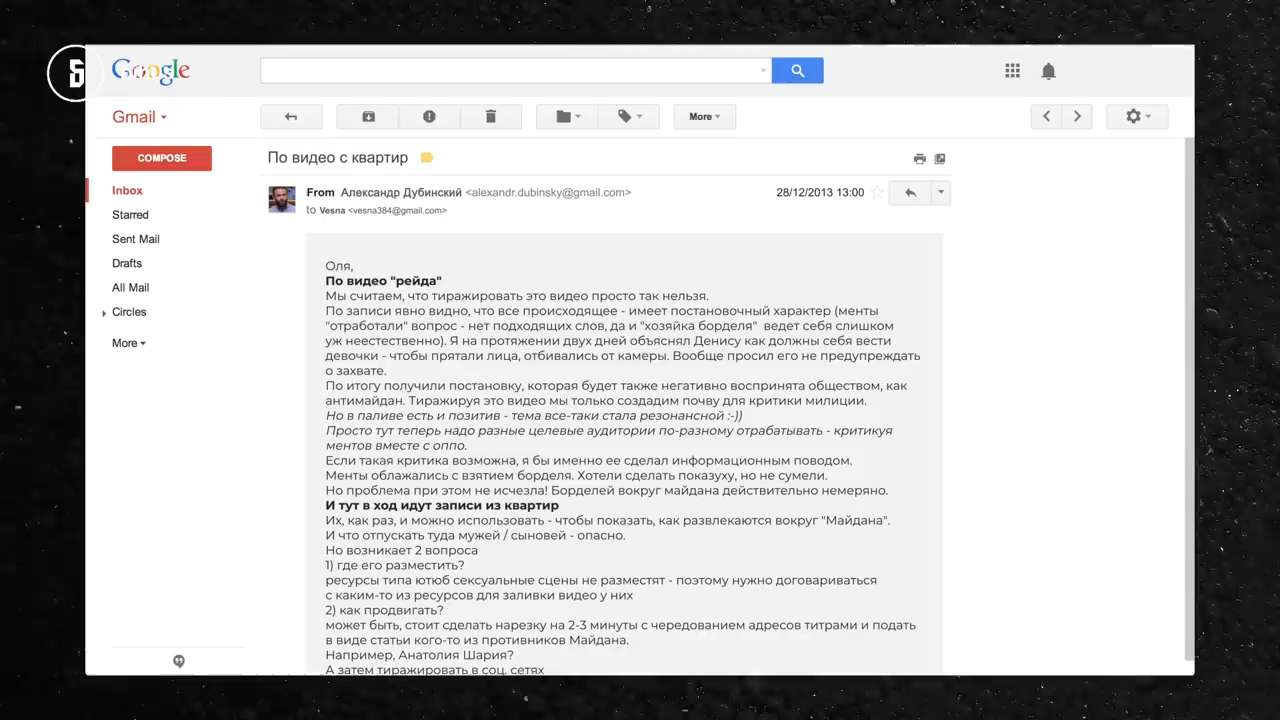 Google
Gmail
More
COMPOSE
Inbox
Starred
Sent Mail
Drafts
All Mail
Circles
More
По видео с квартир
From Александр Дубинский <alexandr.dubinsky@gmail.com>
28/12/2013 13:00
to Vesna <vesna384@gmail.com>
Оля,
По видео "рейда"
Мы считаем, что тиражировать это видео просто так нельзя.
По записи явно видно, что все происходящее - имеет постановочный характер (менты
"отработали" вопрос - нет подходящих слов, да и "хозяйка борделя" ведет себя слишком
уж неестественно). Я на протяжении двух дней объяснял Денису как должны себя вести
девочки - чтобы прятали лица, отбивались от камеры. Вообще просил его не предупреждать
о захвате.
По итогу получили постановку, которая будет также негативно воспринята обществом, как
антимайдан. Тиражируя это видео мы только создадим почву для критики милиции.
Но в паливе есть и позитив - тема все-таки стала резонансной :-))
Просто тут теперь надо разные целевые аудитории по-разному отрабатывать - критикуя
ментов вместе с оппо.
Если такая критика возможна, я бы именно ее сделал информационным поводом.
Менты облажались с взятием борделя. Хотели сделать показуху, но не сумели.
Но проблема при этом не исчезла! Борделей вокруг майдана действительно немеряно.
И тут в ход идут записи из квартир
Их, как раз, и можно использовать - чтобы показать, как развлекаются вокруг "Майдана".
И что отпускать туда мужей / сыновей - опасно.
Но возникает 2 вопроса
1) где его разместить?
ресурсы типа ютюб сексуальные сцены не разместят - поэтому нужно договариваться
с каким-то из ресурсов для заливки видео у них
2) как продвигать?
может быть, стоит сделать нарезку на 2-3 минуты с чередованием адресов титрами и подать
в виде статьи кого-то из противников Майдана.
Например, Анатолия Шария?
А затем тиражировать в соц. сетях